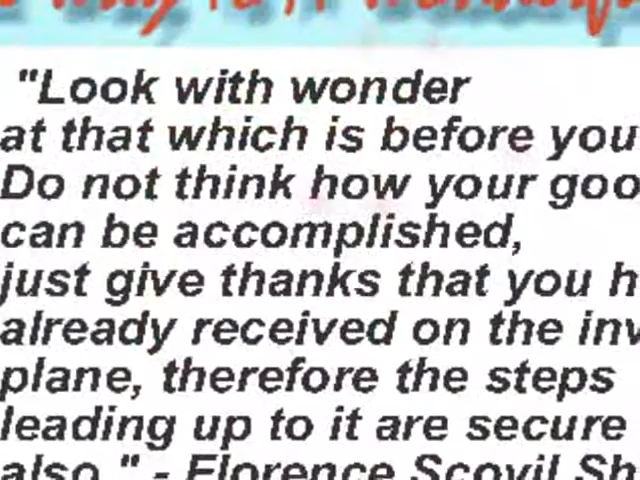 "Look with wonder
at that which is before you
Do not think how your goo
can be accomplished,
just give thanks that you h
already received on the inv
plane, therefore the steps
leading up to it are secure
also." - Florence Scovil Sh